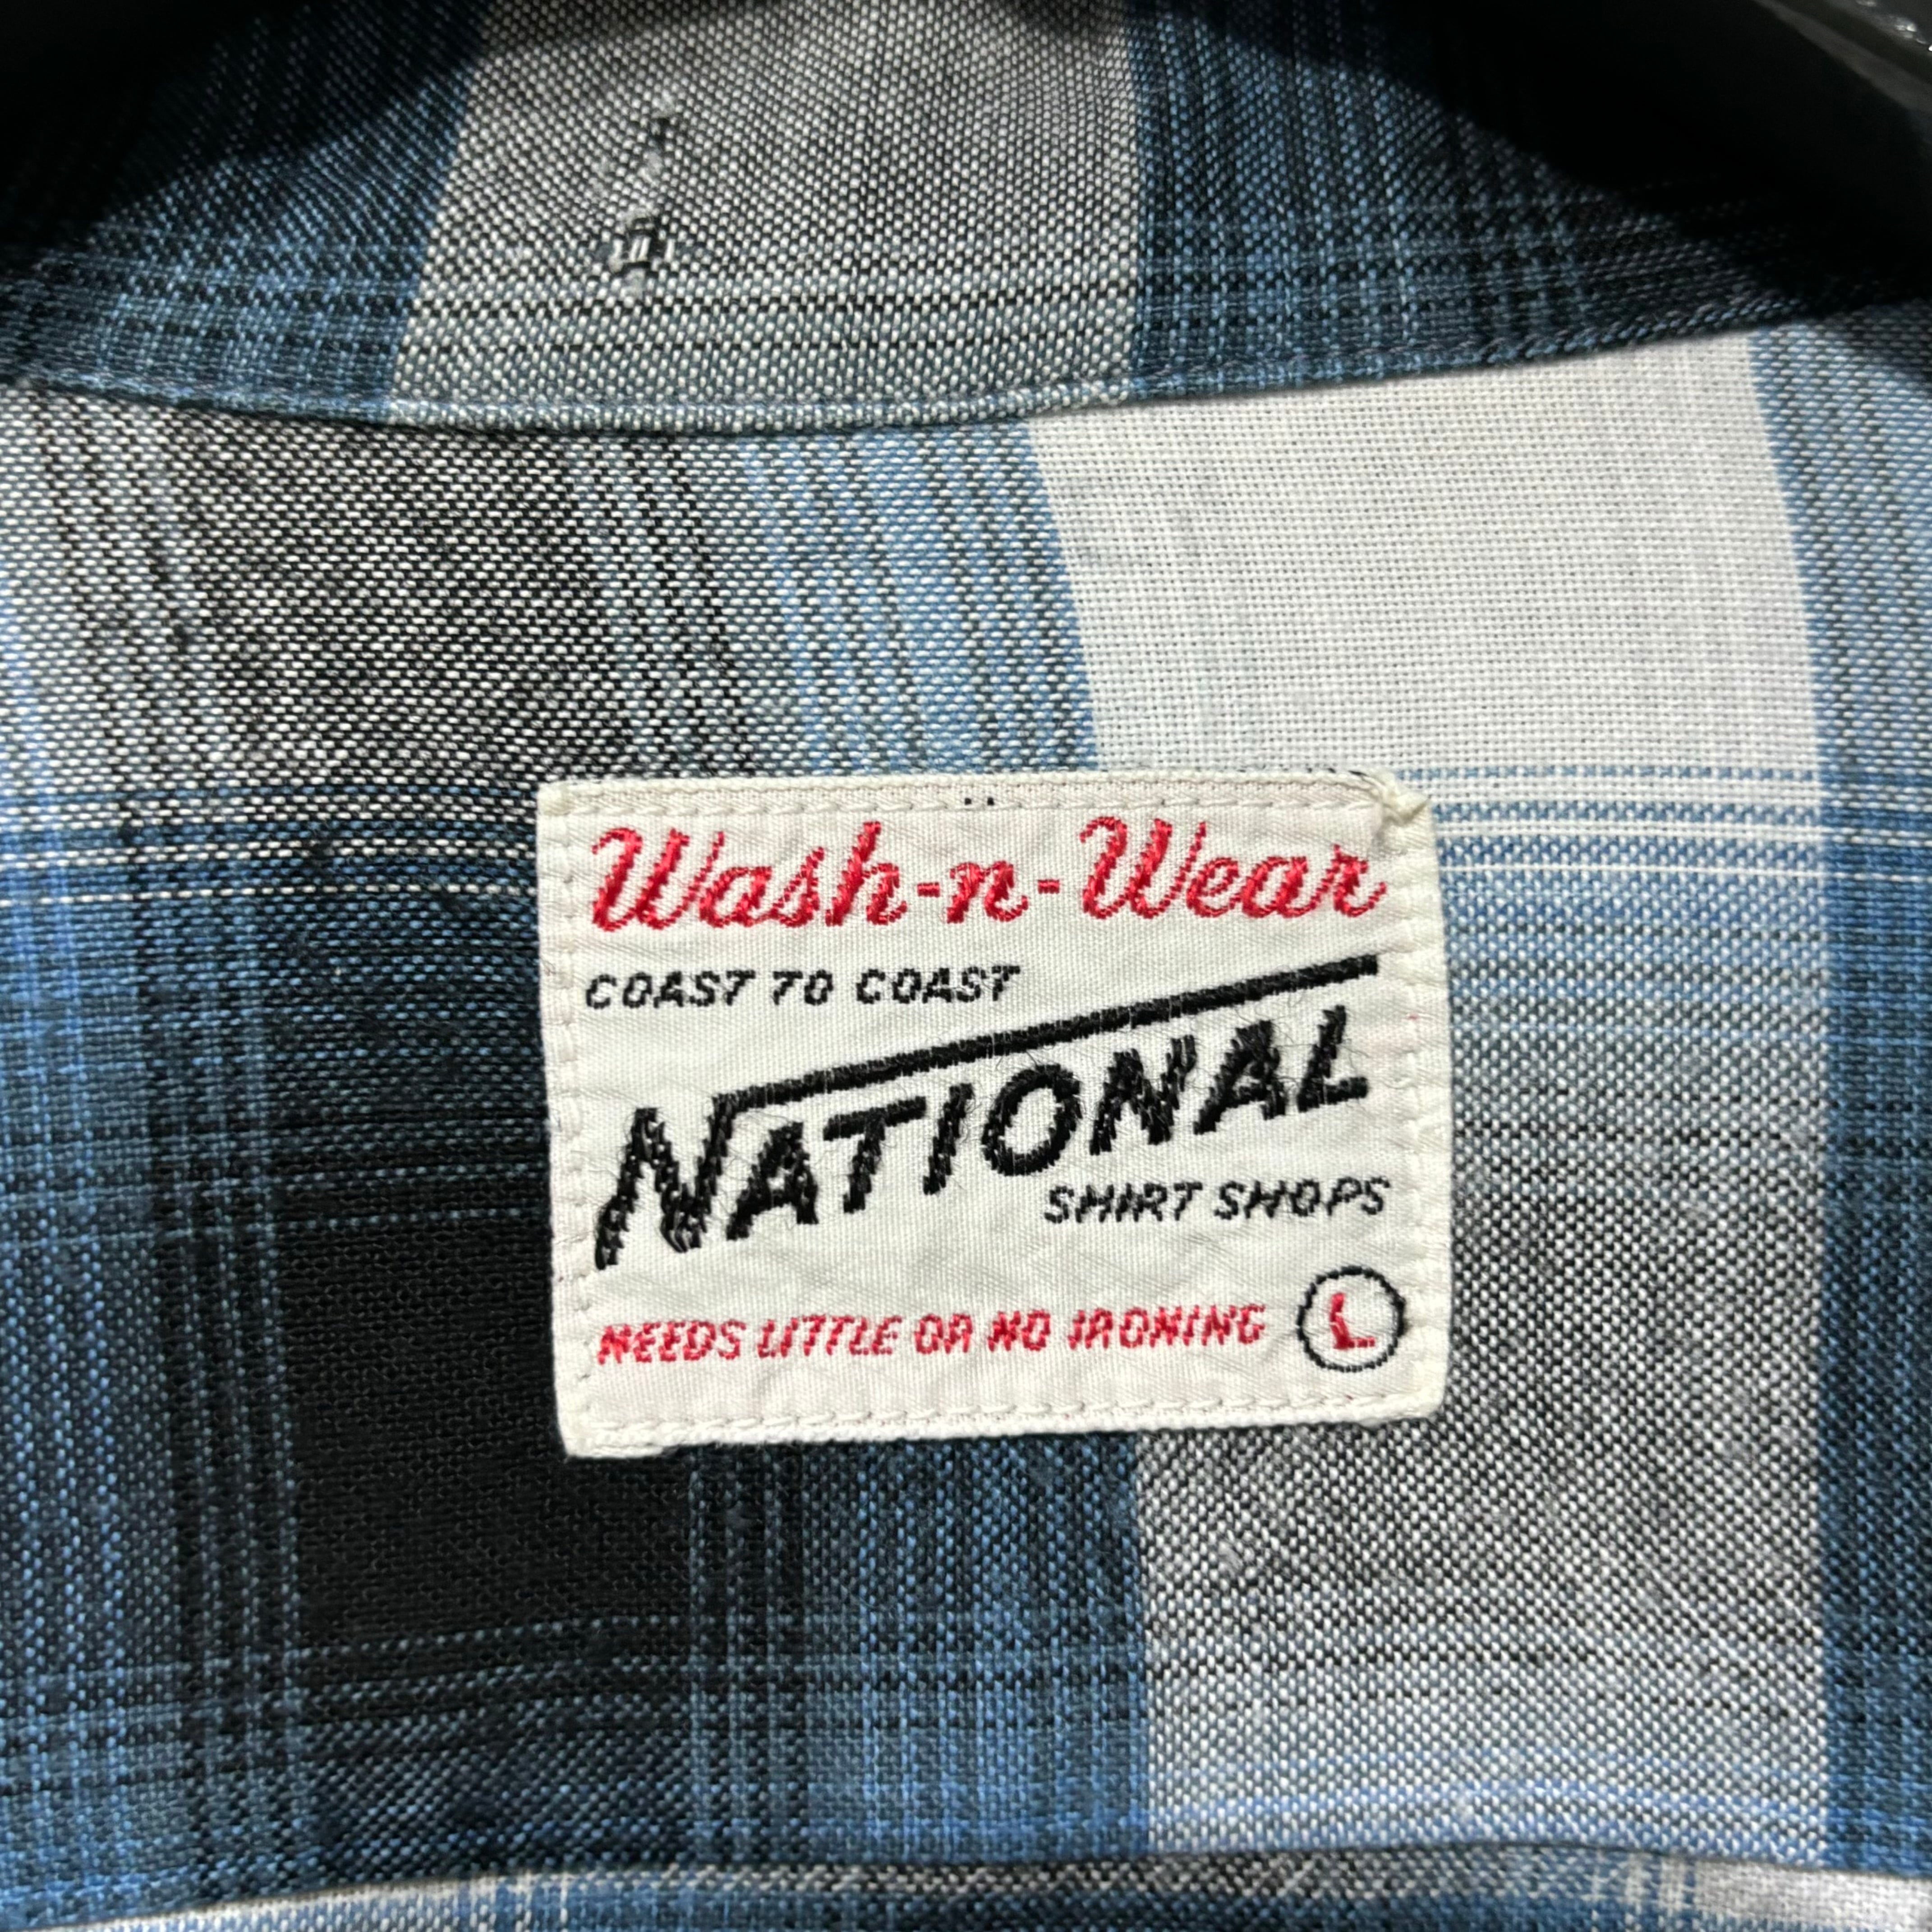 Wash-n-Wear
COAST TO COAST
NATIONAL
SHIRT SHOPS
NEEDS LITTLE OR NO IRONING L